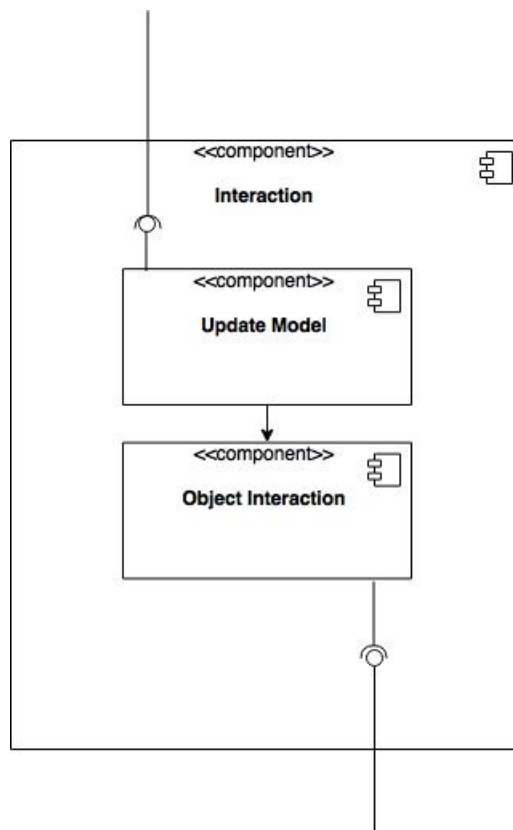 <<component>>
Interaction
<<component>>
Update Model
<<component>>
Object Interaction